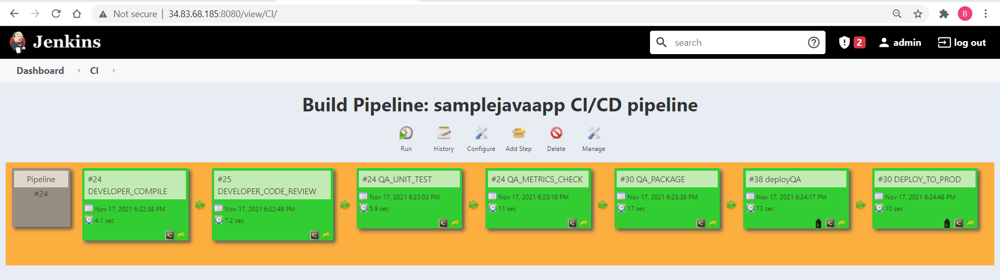 Not secure | 34.83.68.185:8080/view/CI/
B
Jenkins
search
2
admin
log out
Dashboard
CI
Build Pipeline: samplejavaapp CI/CD pipeline
Run
History
Configure
Add Step
Delete
Manage
Pipeline
#24
#24
DEVELOPER_COMPILE
Nov 17, 2021 6:22:38 PM
4.1 sec
#25
DEVELOPER_CODE_REVIEW
Nov 17, 2021 6:22:48 PM
7.2 sec
#24 QA_UNIT_TEST
Nov 17, 2021 6:23:03 PM
5.9 sec
#24 QA_METRICS_CHECK
Nov 17, 2021 6:23:18 PM
11 sec
#30 QA_PACKAGE
Nov 17, 2021 6:23:38 PM
17 sec
#38 deployQA
Nov 17, 2021 6:24:17 PM
13 sec
#30 DEPLOY_TO_PROD
Nov 17, 2021 6:24:48 PM
10 sec